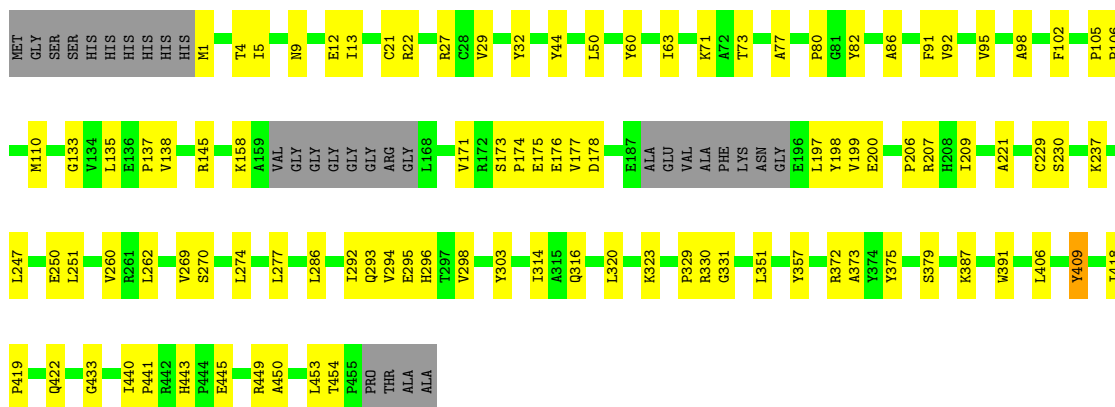 MET GLY SER SER HIS HIS HIS HIS HIS HIS M1 T4 I5 N9 E12 I13 C21 R22 R27 C28 V29 Y32 Y44 L50 Y60 I63 K71 A72 T73 A77 P80 G81 Y82 A86 F91 V92 V95 A98 F102 P105
M110 G133 V134 L135 E136 P137 V138 R145 K158 A159 VAL GLY GLY GLY GLY GLY ARG GLY L168 V171 R172 S173 P174 E175 E176 V177 D178 E187 ALA GLU VAL ALA PHE LYS ASN GLY E196 L197 Y198 V199 E200 P206 R207 H208 I209 A221 C229 S230 K237
L247 E250 L251 V260 R261 L262 V269 S270 L274 L277 L286 I292 Q293 V294 E295 H296 T297 V298 Y303 I314 A315 Q316 L320 K323 P329 R330 G331 L351 Y357 R372 A373 Y374 Y375 S379 K387 W391 L406 Y409
P419 Q422 G433 I440 P441 R442 H443 P444 E445 R449 A450 L453 T454 P455 PRO THR ALA ALA